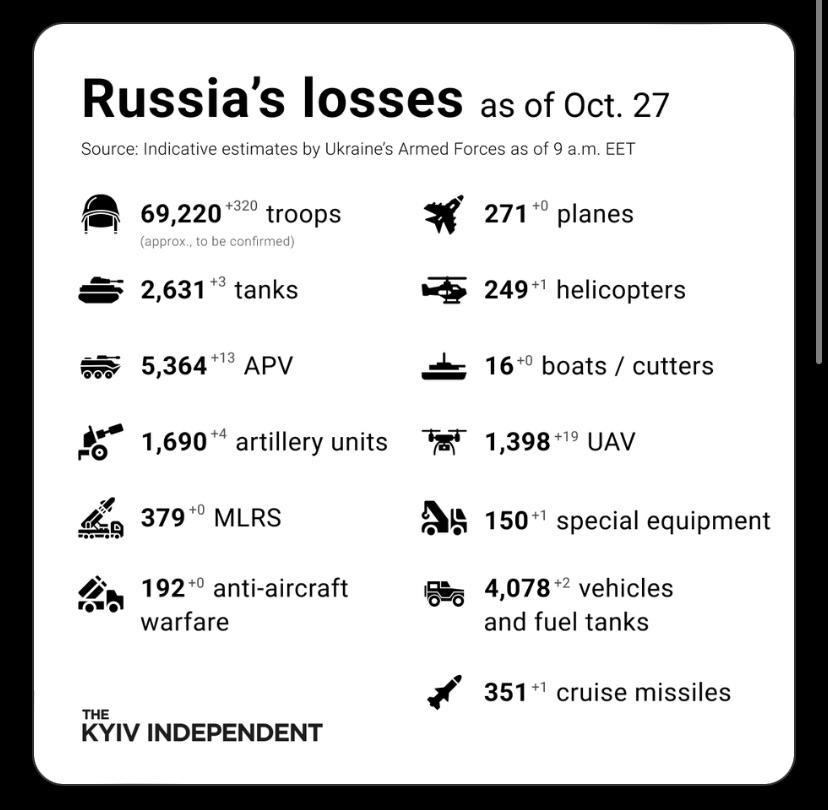 Russia’s losses as of Oct. 27
Source: Indicative estimates by Ukraine’s Armed Forces as of 9 a.m. EET
69,220 +320 troops
(approx., to be confirmed)
2,631 +3 tanks
5,364 +13 APV
1,690 +4 artillery units
379 +0 MLRS
192 +0 anti-aircraft
warfare
271 +0 planes
249 +1 helicopters
16 +0 boats / cutters
1,398 +19 UAV
150 +1 special equipment
4,078 +2 vehicles
and fuel tanks
351 +1 cruise missiles
THE
KYIV INDEPENDENT